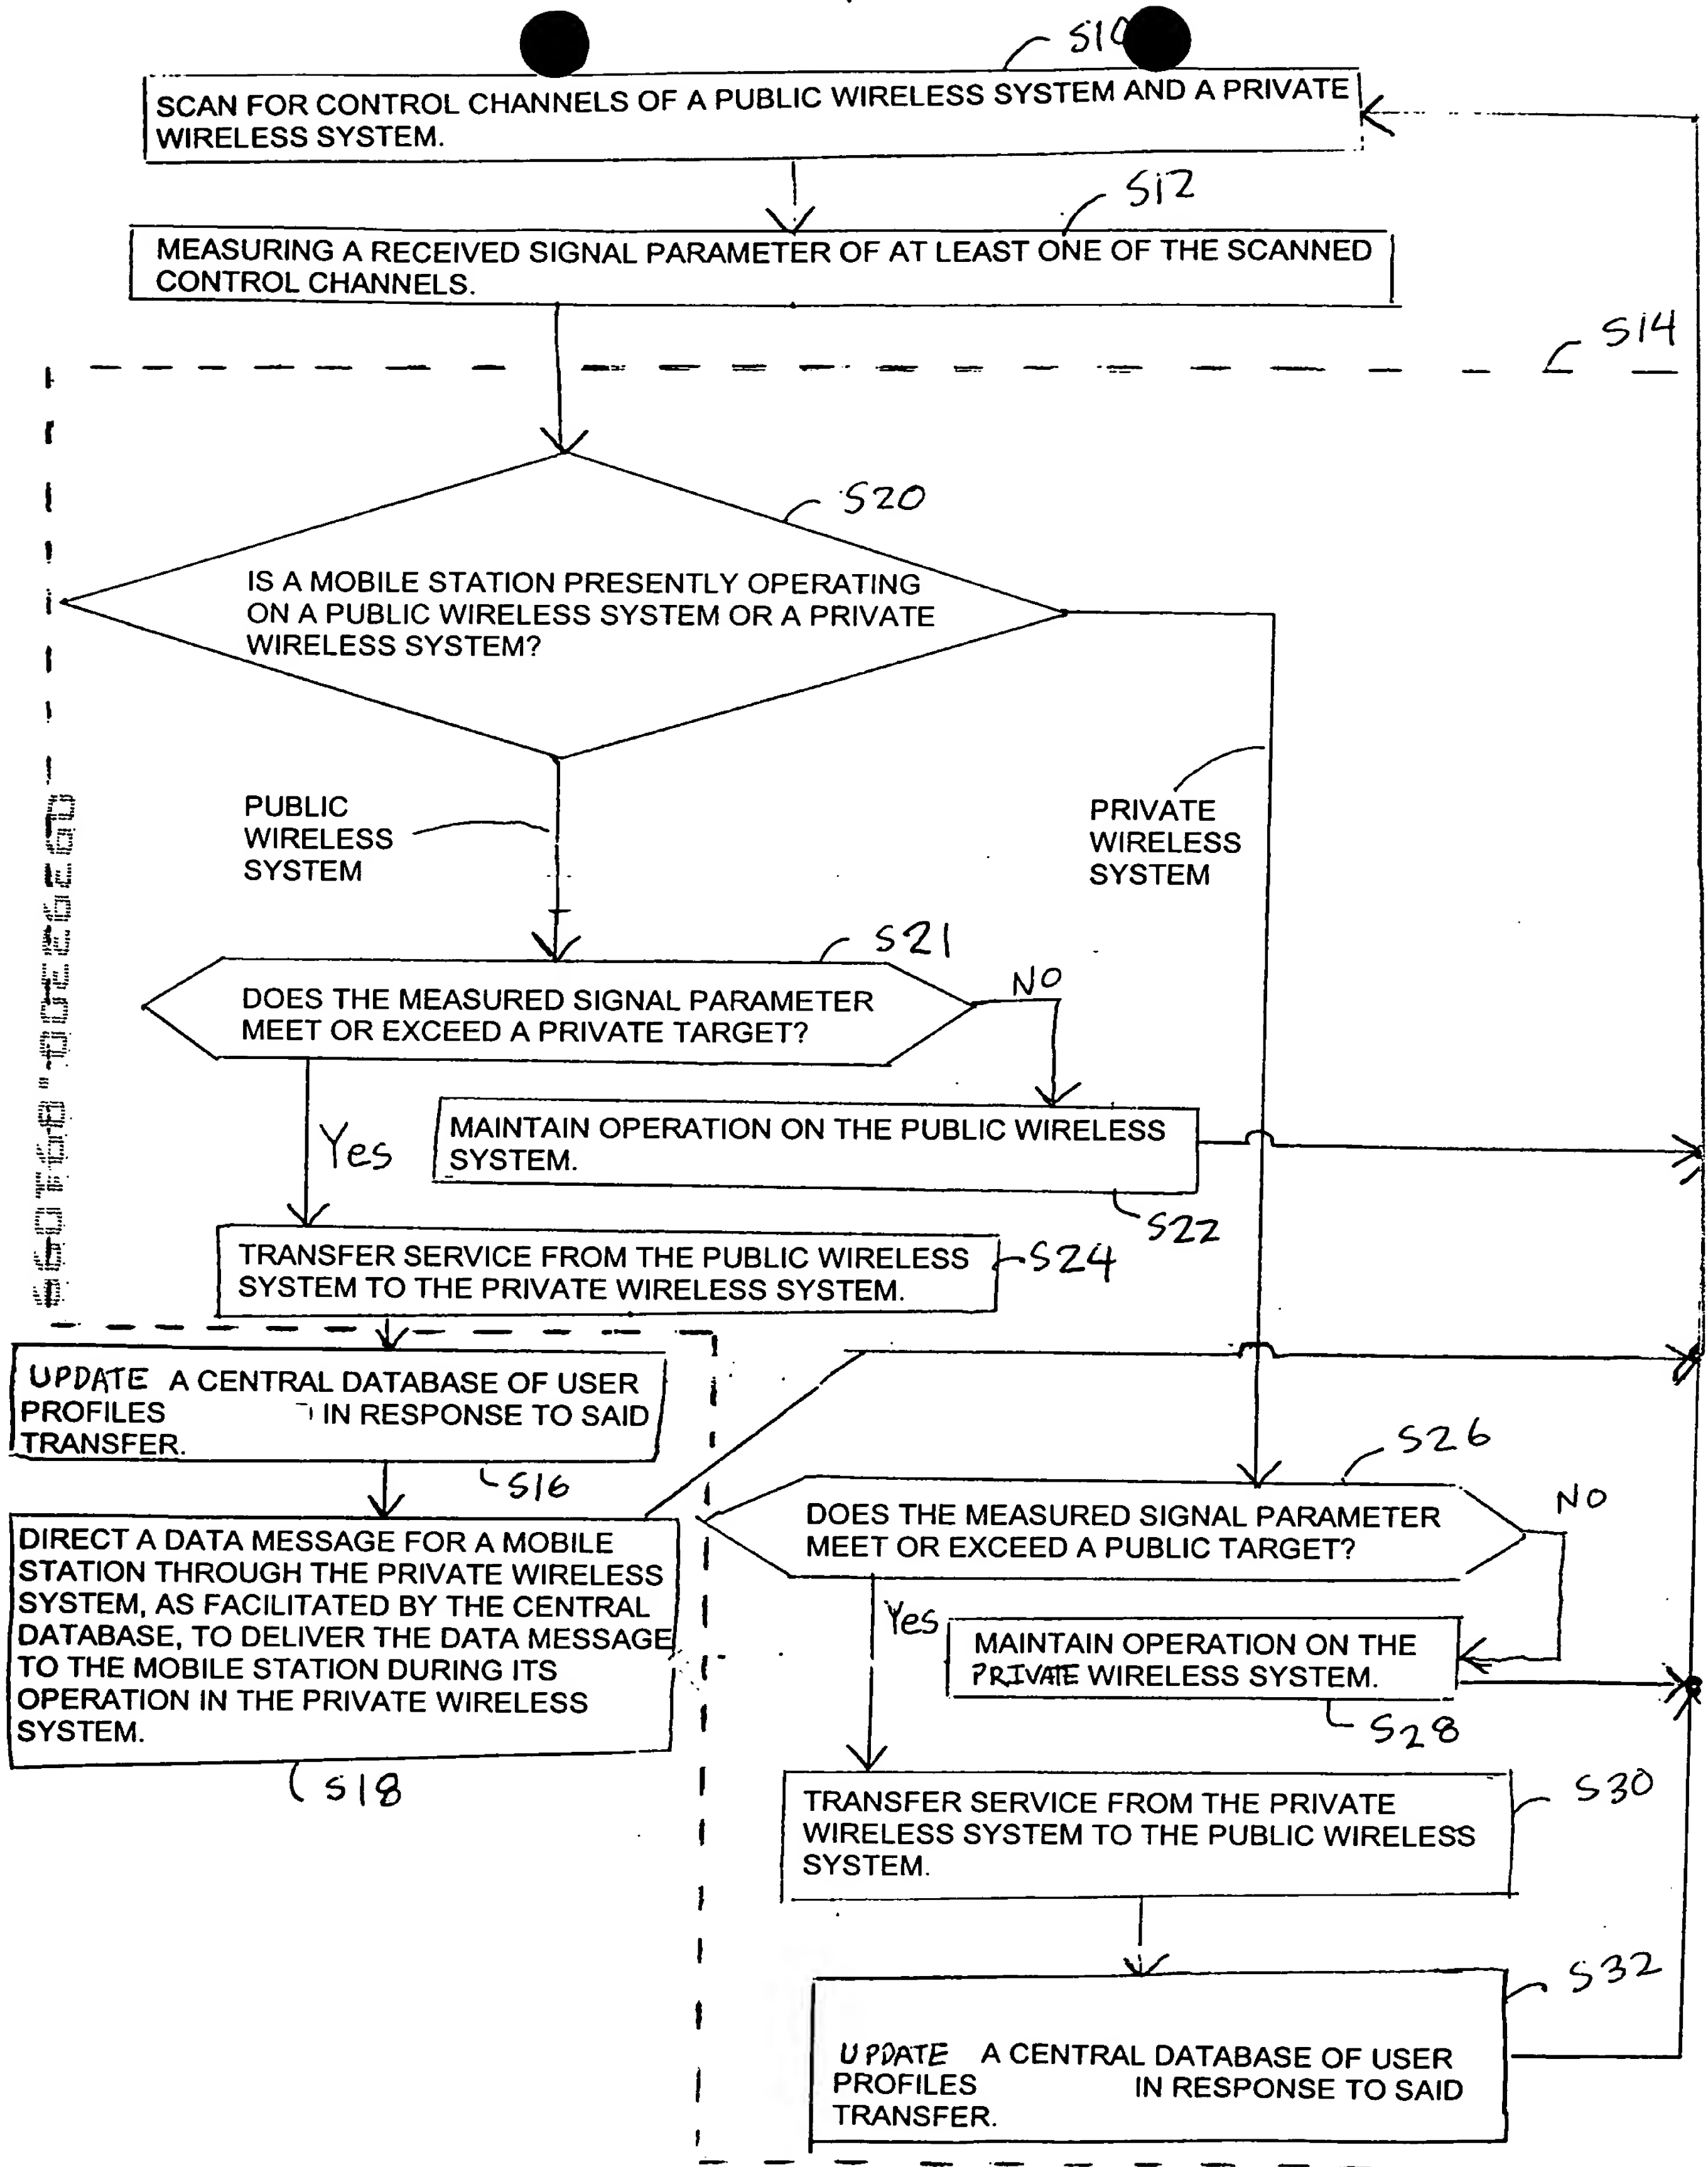 S10
SCAN FOR CONTROL CHANNELS OF A PUBLIC WIRELESS SYSTEM AND A PRIVATE
WIRELESS SYSTEM.
S12
MEASURING A RECEIVED SIGNAL PARAMETER OF AT LEAST ONE OF THE SCANNED
CONTROL CHANNELS.
S14
S20
IS A MOBILE STATION PRESENTLY OPERATING
ON A PUBLIC WIRELESS SYSTEM OR A PRIVATE
WIRELESS SYSTEM?
PUBLIC
WIRELESS
SYSTEM
PRIVATE
WIRELESS
SYSTEM
S21
DOES THE MEASURED SIGNAL PARAMETER
MEET OR EXCEED A PRIVATE TARGET?
NO
Yes
MAINTAIN OPERATION ON THE PUBLIC WIRELESS
SYSTEM.
S22
TRANSFER SERVICE FROM THE PUBLIC WIRELESS
SYSTEM TO THE PRIVATE WIRELESS SYSTEM.
S24
UPDATE A CENTRAL DATABASE OF USER
PROFILES IN RESPONSE TO SAID
TRANSFER.
S16
DIRECT A DATA MESSAGE FOR A MOBILE
STATION THROUGH THE PRIVATE WIRELESS
SYSTEM, AS FACILITATED BY THE CENTRAL
DATABASE, TO DELIVER THE DATA MESSAGE
TO THE MOBILE STATION DURING ITS
OPERATION IN THE PRIVATE WIRELESS
SYSTEM.
S18
S26
DOES THE MEASURED SIGNAL PARAMETER
MEET OR EXCEED A PUBLIC TARGET?
NO
Yes
MAINTAIN OPERATION ON THE
PRIVATE WIRELESS SYSTEM.
S28
TRANSFER SERVICE FROM THE PRIVATE
WIRELESS SYSTEM TO THE PUBLIC WIRELESS
SYSTEM.
S30
S32
UPDATE A CENTRAL DATABASE OF USER
PROFILES IN RESPONSE TO SAID
TRANSFER.